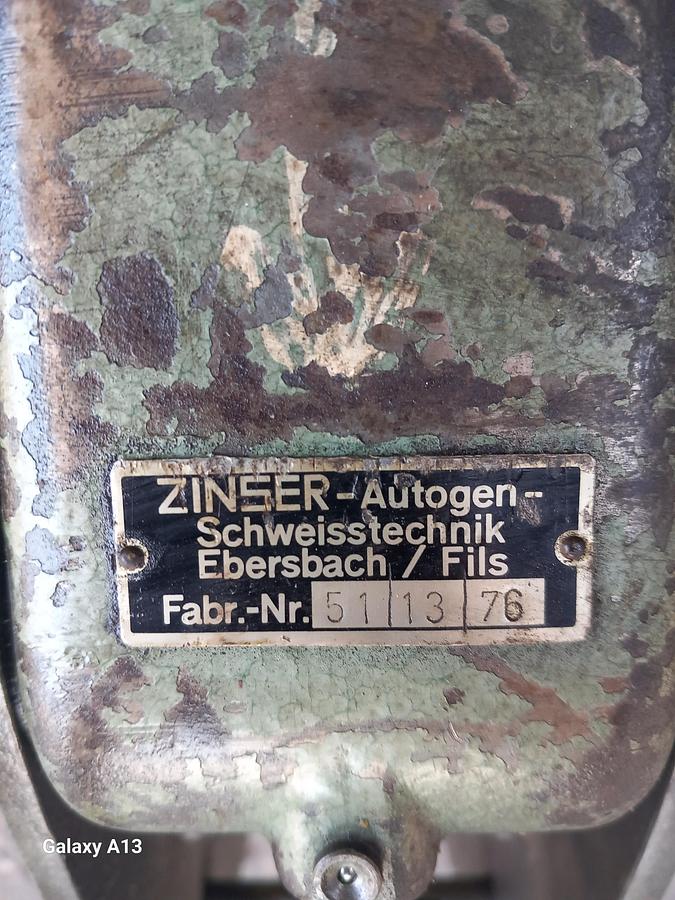 ZINSER-Autogen-
Schweisstechnik
Ebersbach / Fils
Fabr.-Nr. 51 13 76
Galaxy A13